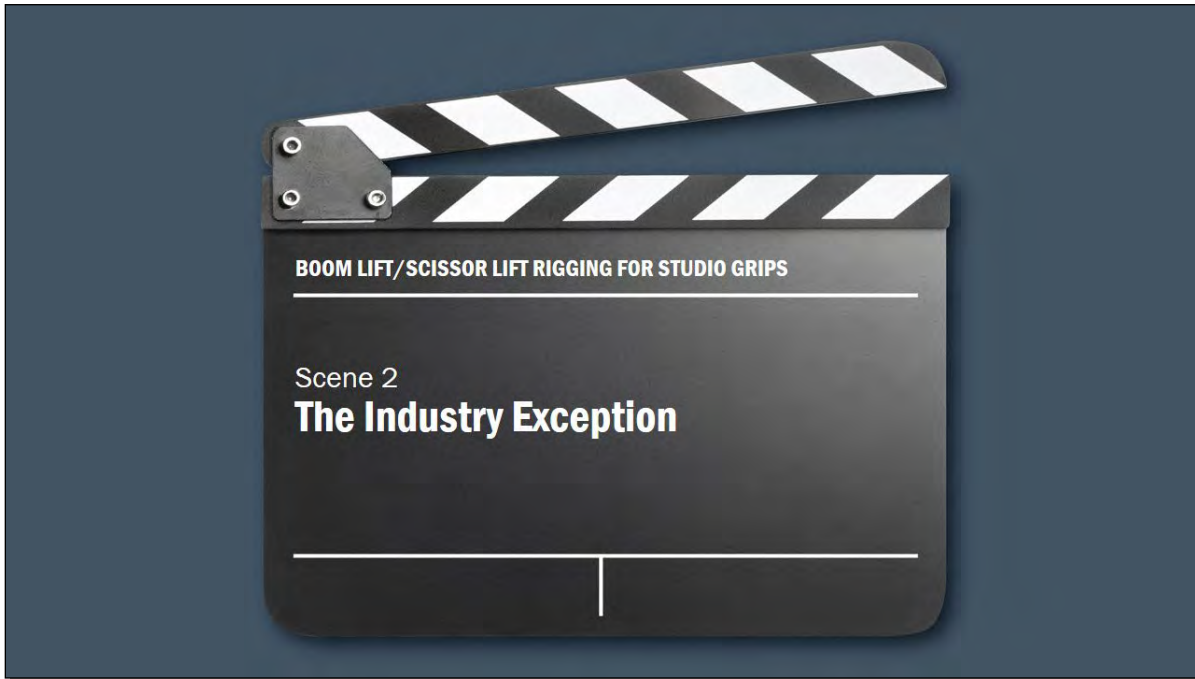 BOOM LIFT/SCISSOR LIFT RIGGING FOR STUDIO GRIPS
Scene 2
The Industry Exception